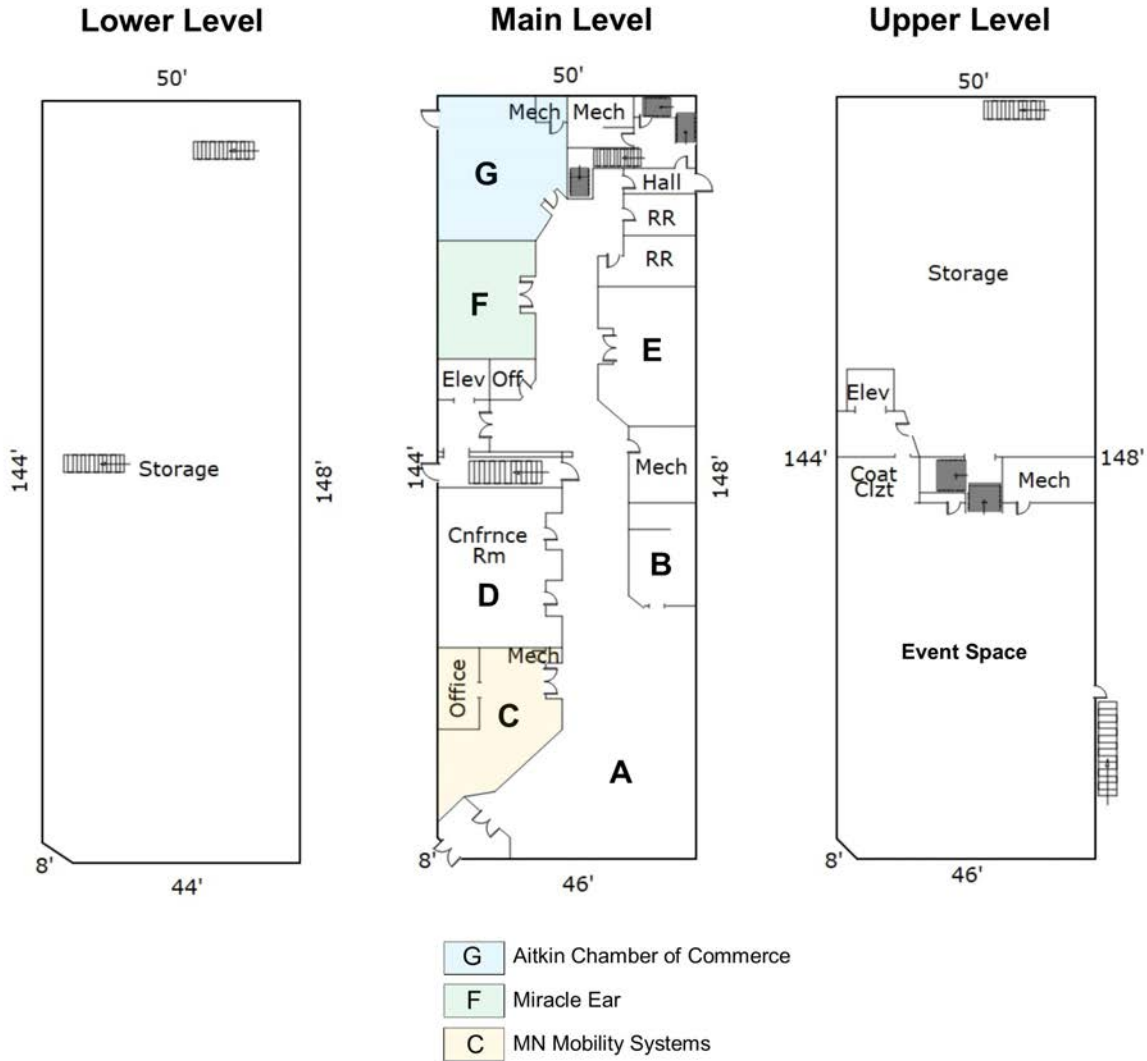 Lower Level
50'
144'
Storage
148'
8'
44'
Main Level
50'
Mech
Mech
G
Hall
RR
RR
F
E
Elev
Off
144'
Mech
148'
Cnfrnce
Rm
B
D
Mech
Office
C
A
8'
46'
Upper Level
50'
Storage
Elev
144'
148'
Coat
Clzt
Mech
Event Space
8'
46'
G Aitkin Chamber of Commerce
F Miracle Ear
C MN Mobility Systems